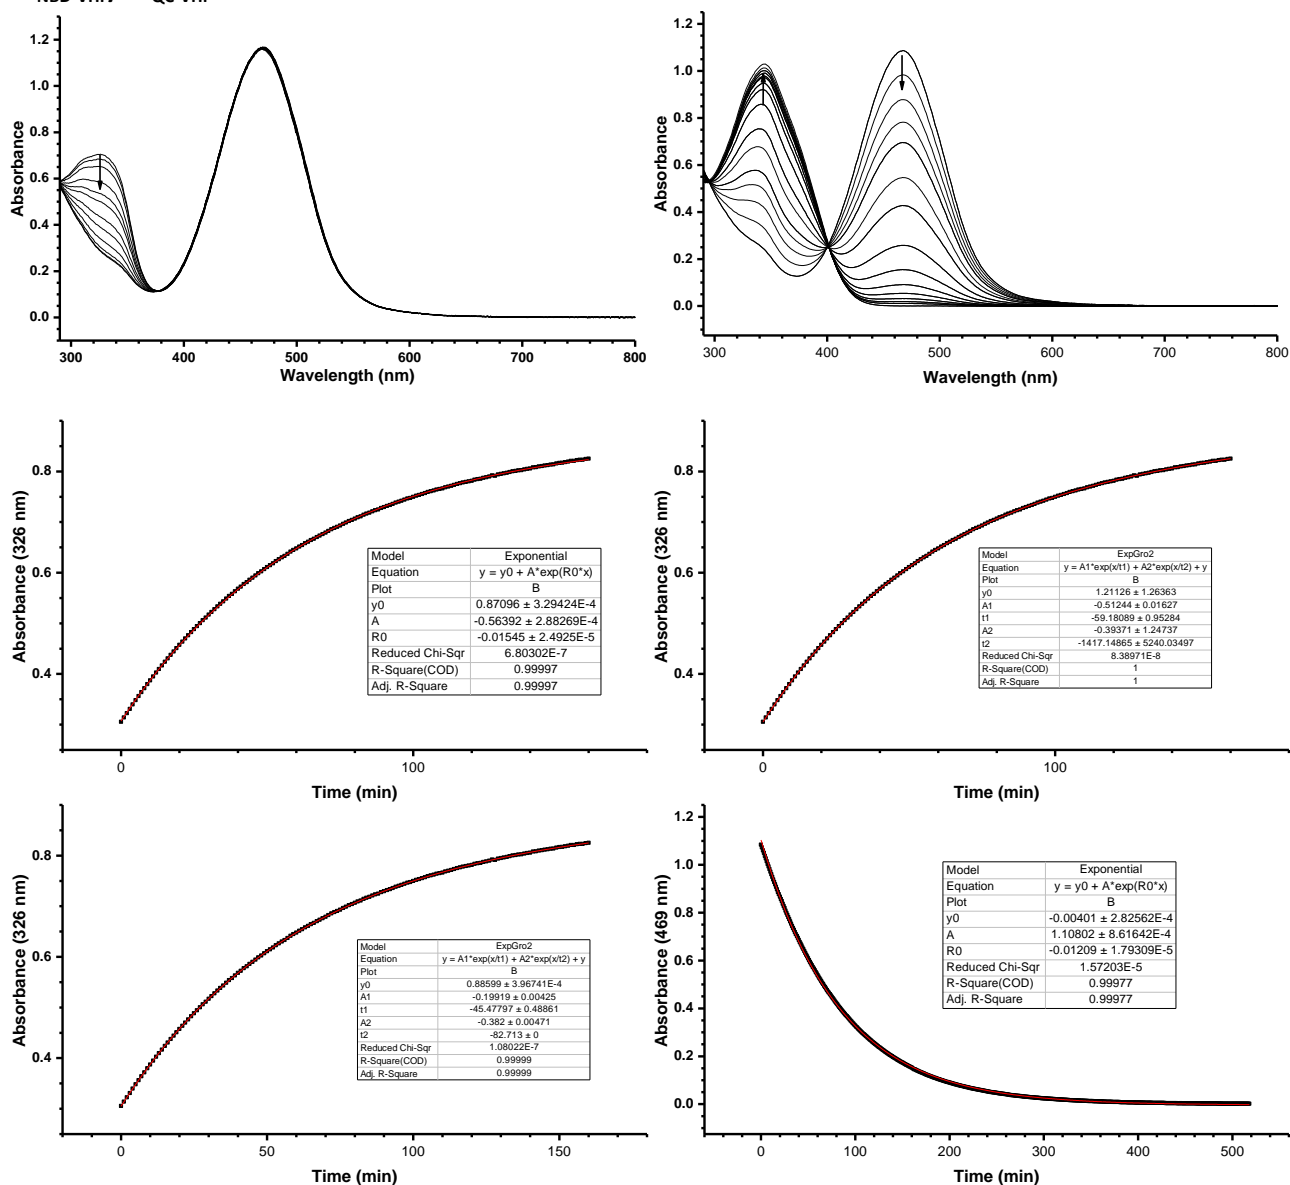 1.2
1.0
0.8
0.6
0.4
0.2
0.0
Absorbance
300 400 500 600 700 800
Wavelength (nm)
1.2
1.0
0.8
0.6
0.4
0.2
0.0
Absorbance
300 400 500 600 700 800
Wavelength (nm)
0.8
0.6
0.4
Absorbance (326 nm)
Model Exponential
Equation y = y0 + A*exp(R0*x)
Plot B
y0 0.87096 ± 3.29424E-4
A -0.56392 ± 2.88269E-4
R0 -0.01545 ± 2.4925E-5
Reduced Chi-Sqr 6.80302E-7
R-Square(COD) 0.99997
Adj. R-Square 0.99997
0 100
Time (min)
0.8
0.6
0.4
Absorbance (326 nm)
Model ExpGro2
Equation y = A1*exp(x/t1) + A2*exp(x/t2) + y
Plot B
y0 1.21126 ± 1.26363
A1 -0.51244 ± 0.01627
t1 -59.18089 ± 0.95284
A2 -0.39371 ± 1.24737
t2 -1417.14865 ± 5240.03497
Reduced Chi-Sqr 8.38971E-8
R-Square(COD) 1
Adj. R-Square 1
0 100
Time (min)
0.8
0.6
0.4
Absorbance (326 nm)
Model ExpGro2
Equation y = A1*exp(x/t1) + A2*exp(x/t2) + y
Plot B
y0 0.88599 ± 3.96741E-4
A1 -0.19919 ± 0.00425
t1 -45.47797 ± 0.48861
A2 -0.382 ± 0.00471
t2 -82.713 ± 0
Reduced Chi-Sqr 1.08022E-7
R-Square(COD) 0.99999
Adj. R-Square 0.99999
0 50 100 150
Time (min)
1.2
1.0
0.8
0.6
0.4
0.2
0.0
Absorbance (469 nm)
Model Exponential
Equation y = y0 + A*exp(R0*x)
Plot B
y0 -0.00401 ± 2.82562E-4
A 1.10802 ± 8.61642E-4
R0 -0.01209 ± 1.79309E-5
Reduced Chi-Sqr 1.57203E-5
R-Square(COD) 0.99977
Adj. R-Square 0.99977
0 100 200 300 400 500
Time (min)